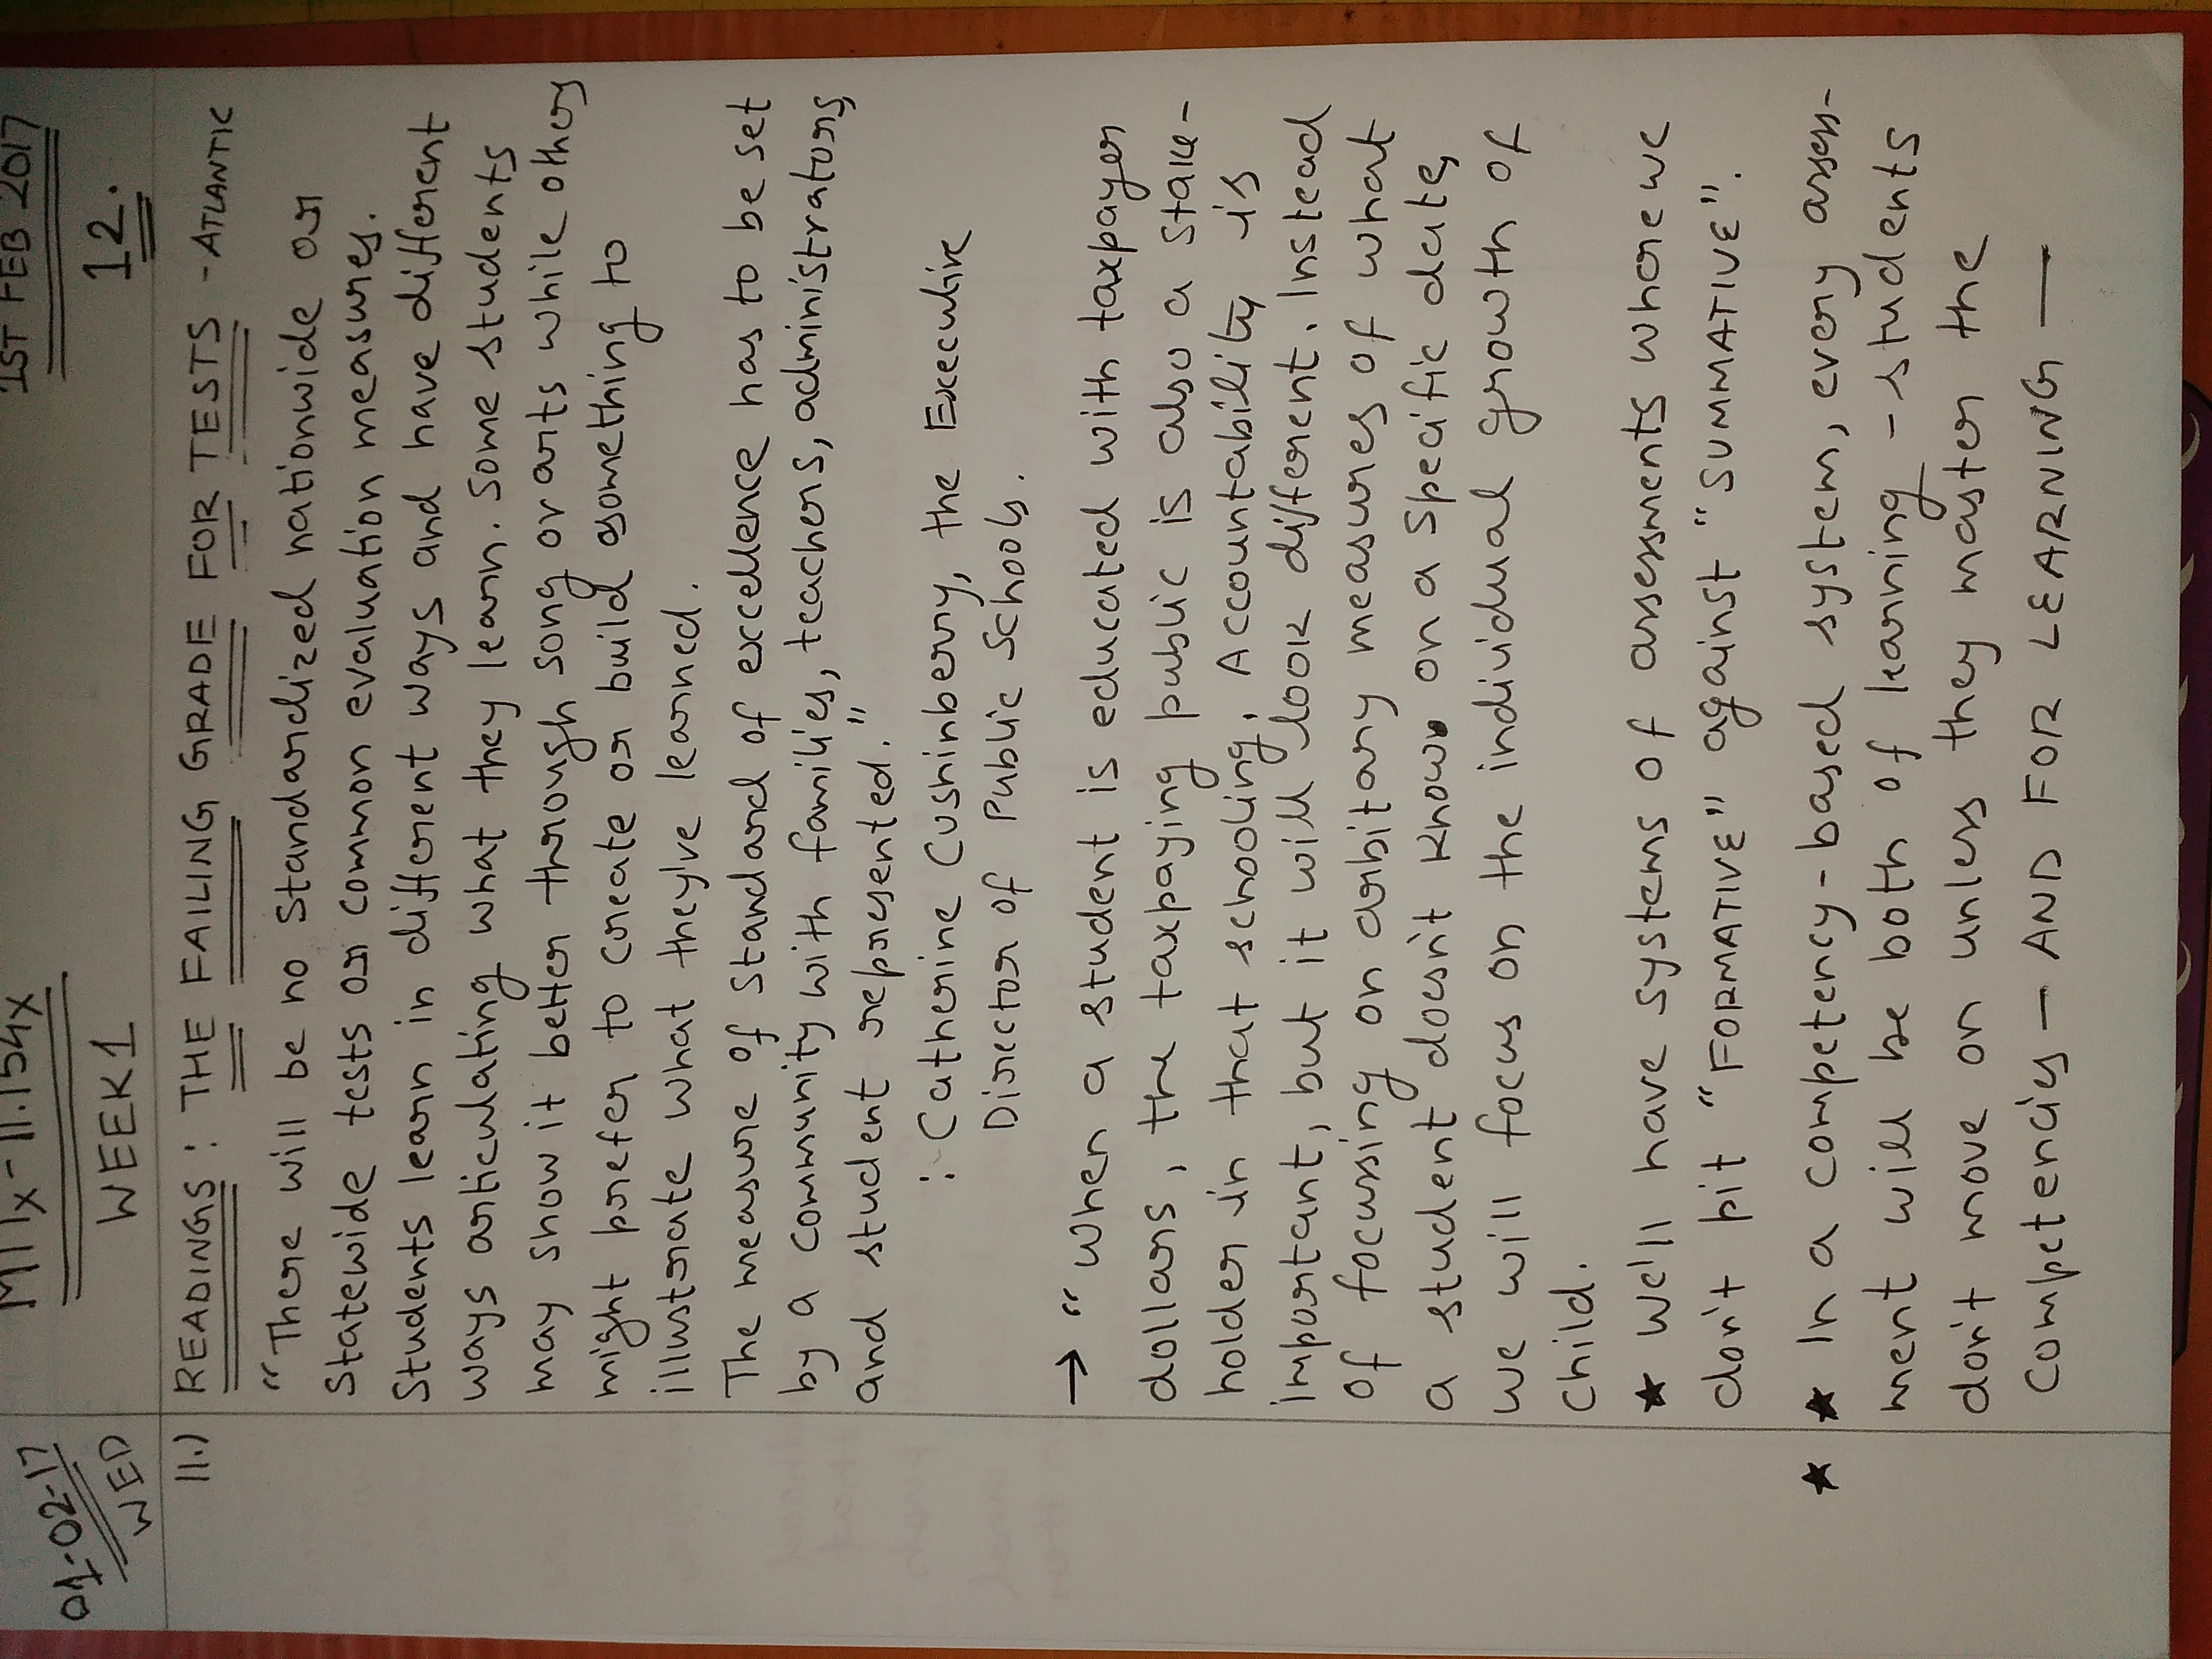 01-02-17
WED
MITx-11.154x
WEEK 1
1ST FEB 2017
12.
11.) READINGS : THE FAILING GRADE FOR TESTS - ATLANTIC
"There will be no standardized nationwide or
statewide tests or common evaluation measures.
Students learn in different ways and have different
ways articulating what they learn. Some students
may show it better through song or arts while others
might prefer to create or build something to
illustrate what they've learned.
The measure of standard of excellence has to be set
by a community with families, teachers, administrators,
and student represented."
: Catherine Cushinberry, the Executive
Director of Public Schools.
→ "When a student is educated with taxpayer
dollars, the taxpaying public is also a stake-
holder in that schooling. Accountability is
important, but it will look different. Instead
of focussing on arbitary measures of what
a student doesn't know on a specific date,
we will focus on the individual growth of
child.
★ We'll have systems of assessments where we
don't pit "FORMATIVE" against "SUMMATIVE".
★ ★ In a competency-based system, every assess-
ment will be both of learning - students
don't move on unless they master the
competencies — AND FOR LEARNING —